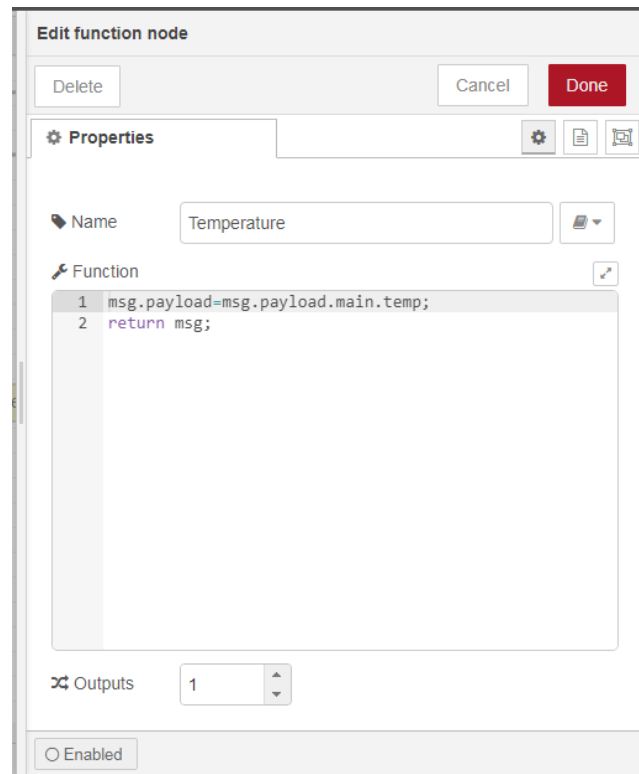 Edit function node
Delete
Cancel
Done
Properties
Name
Temperature
Function
1 msg.payload=msg.payload.main.temp;
2 return msg;
Outputs
1
Enabled